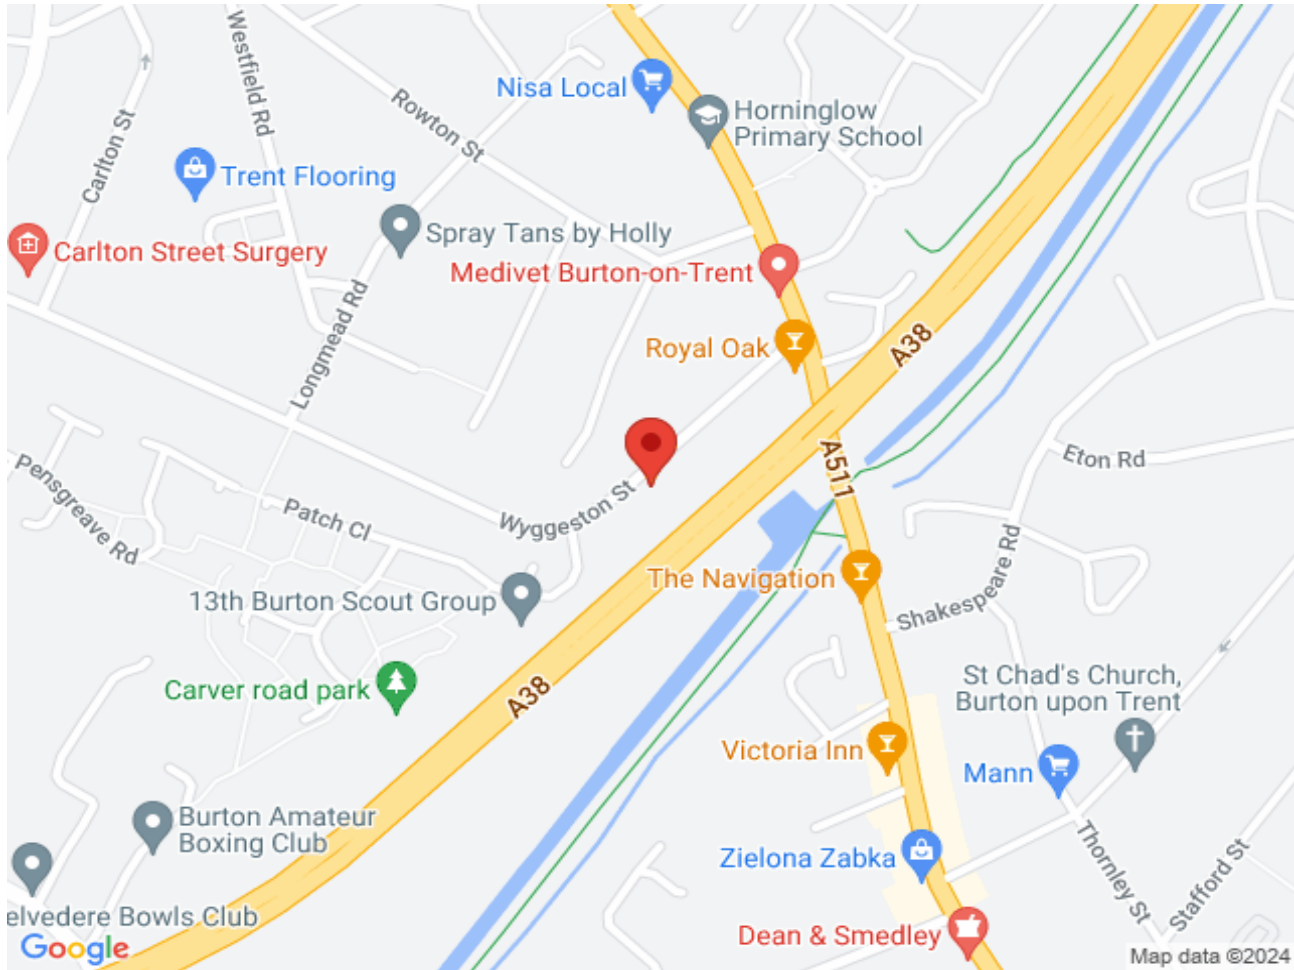 Westfield Rd
Nisa Local
Horninglow
Primary School
Rowton St
Carlton St
Trent Flooring
Spray Tans by Holly
Carlton Street Surgery
Medivet Burton-on-Trent
Longmead Rd
Royal Oak
A38
Eton Rd
A511
Pensgreave Rd
Wyggeston St
Patch Cl
The Navigation
Shakespeare Rd
13th Burton Scout Group
Carver road park
A38
St Chad's Church,
Burton upon Trent
Victoria Inn
Mann
Burton Amateur
Boxing Club
Zielona Zabka
Thornley St
Stafford St
elvedere Bowls Club
Dean & Smedley
Google
Map data ©2024